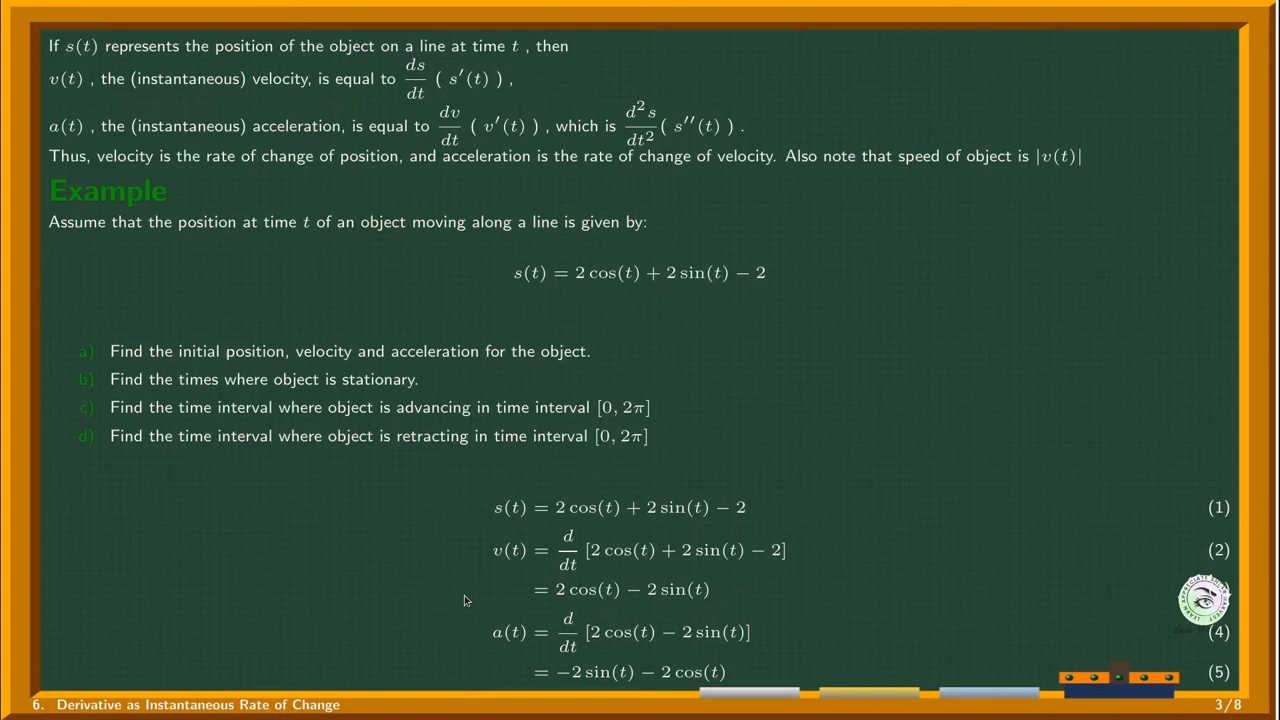 If s(t) represents the position of the object on a line at time t , then
v(t) , the (instantaneous) velocity, is equal to ds/dt ( s′(t) ) ,
a(t) , the (instantaneous) acceleration, is equal to dv/dt ( v′(t) ) , which is d²s/dt² ( s′′(t) ) .
Thus, velocity is the rate of change of position, and acceleration is the rate of change of velocity. Also note that speed of object is |v(t)|
Example
Assume that the position at time t of an object moving along a line is given by:
s(t) = 2 cos(t) + 2 sin(t) − 2
a) Find the initial position, velocity and acceleration for the object.
b) Find the times where object is stationary.
c) Find the time interval where object is advancing in time interval [0, 2π]
d) Find the time interval where object is retracting in time interval [0, 2π]
s(t) = 2 cos(t) + 2 sin(t) − 2 (1)
v(t) = d/dt [2 cos(t) + 2 sin(t) − 2] (2)
= 2 cos(t) − 2 sin(t)
a(t) = d/dt [2 cos(t) − 2 sin(t)] (4)
= −2 sin(t) − 2 cos(t) (5)
6. Derivative as Instantaneous Rate of Change 3/8